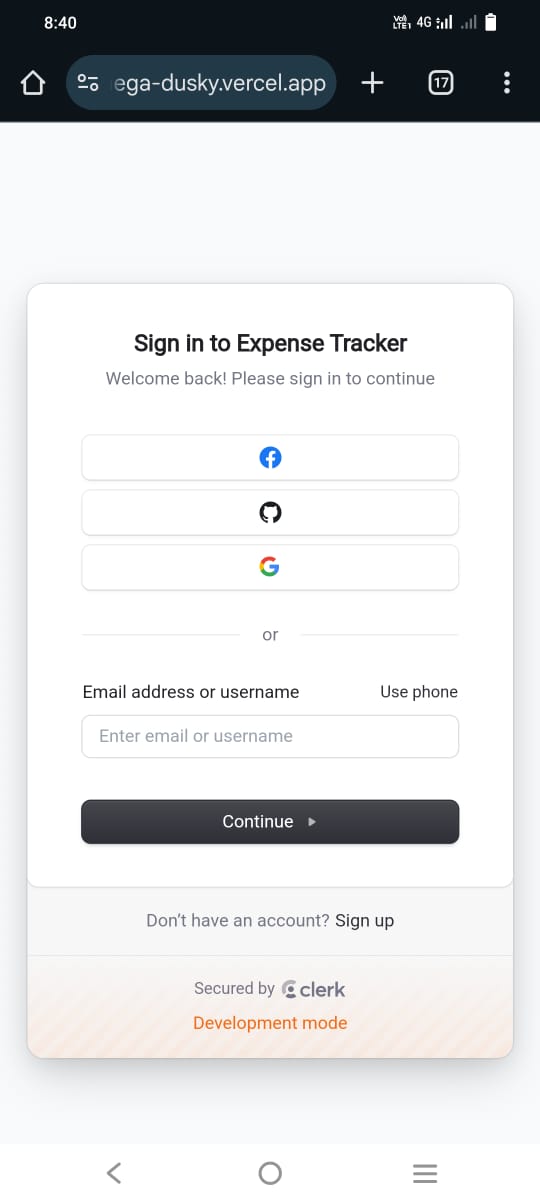 8:40
4G
ega-dusky.vercel.app
17
Sign in to Expense Tracker
Welcome back! Please sign in to continue
or
Email address or username Use phone
Enter email or username
Continue
Don't have an account? Sign up
Secured by clerk
Development mode